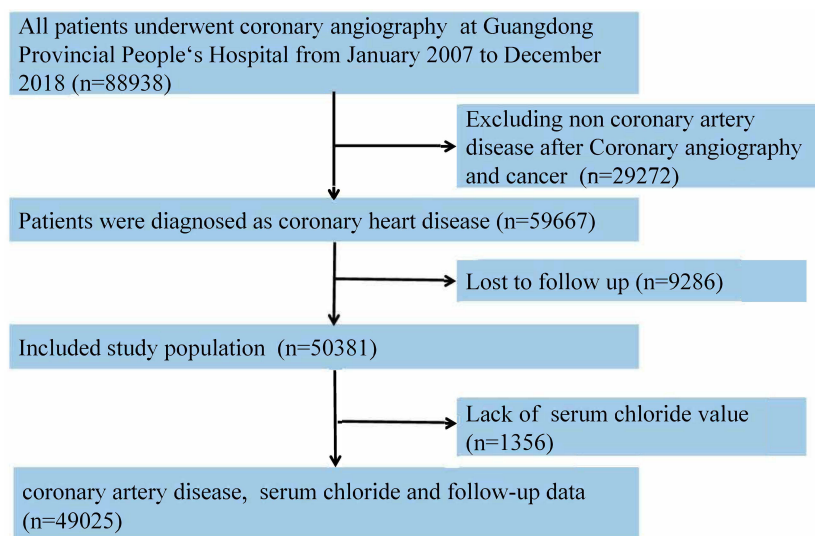 All patients underwent coronary angiography at Guangdong
Provincial People‘s Hospital from January 2007 to December
2018 (n=88938)
Excluding non coronary artery
disease after Coronary angiography
and cancer (n=29272)
Patients were diagnosed as coronary heart disease (n=59667)
Lost to follow up (n=9286)
Included study population (n=50381)
Lack of serum chloride value
(n=1356)
coronary artery disease, serum chloride and follow-up data
(n=49025)